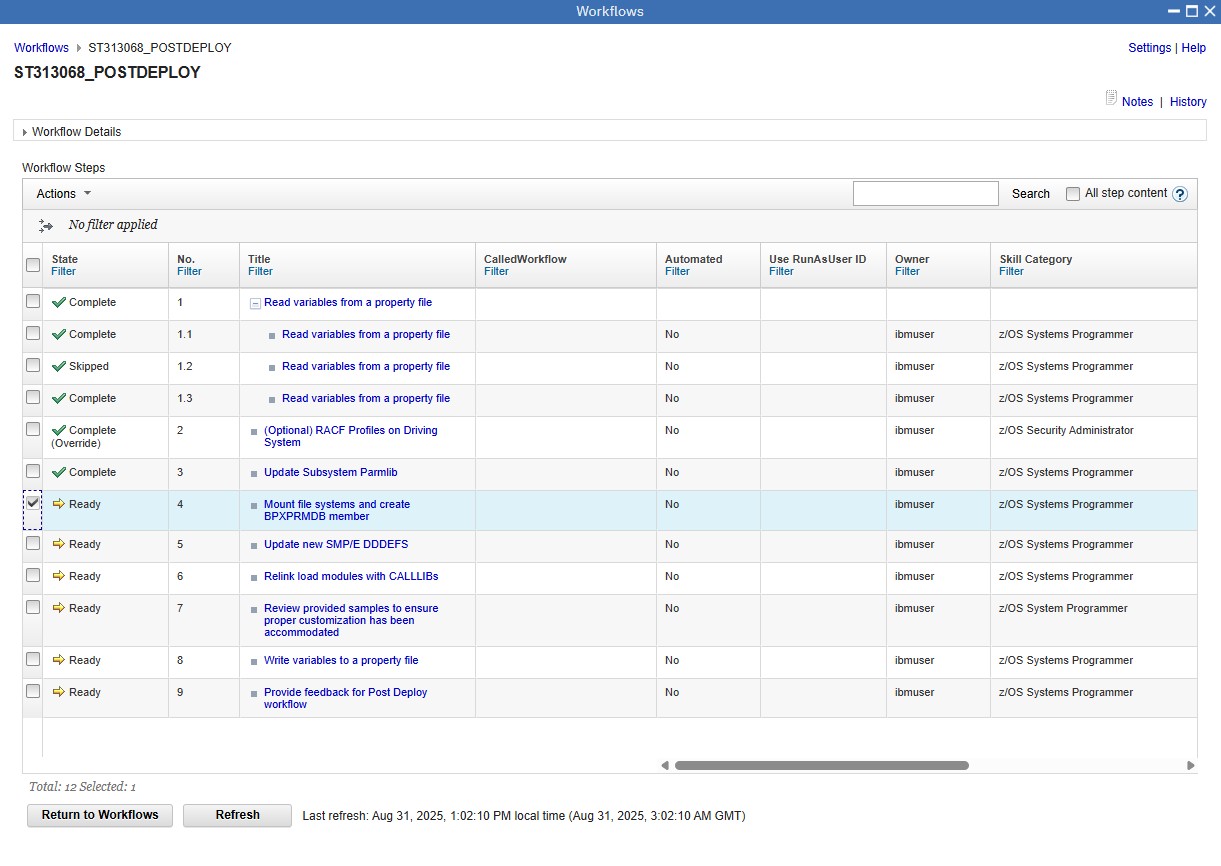 Workflows
Workflows ST313068_POSTDEPLOY
Settings | Help
ST313068_POSTDEPLOY
Notes | History
Workflow Details
Workflow Steps
Actions
Search All step content ?
No filter applied
State No. Title CalledWorkflow Automated Use RunAsUser ID Owner Skill Category
Filter Filter Filter Filter Filter Filter Filter Filter
Complete 1 Read variables from a property file
Complete 1.1 Read variables from a property file No ibmuser z/OS Systems Programmer
Skipped 1.2 Read variables from a property file No ibmuser z/OS Systems Programmer
Complete 1.3 Read variables from a property file No ibmuser z/OS Systems Programmer
Complete 2 (Optional) RACF Profiles on Driving No ibmuser z/OS Security Administrator
(Override) System
Complete 3 Update Subsystem Parmlib No ibmuser z/OS Systems Programmer
Ready 4 Mount file systems and create No ibmuser z/OS Systems Programmer
BPXPRMDB member
Ready 5 Update new SMP/E DDDEFS No ibmuser z/OS Systems Programmer
Ready 6 Relink load modules with CALLLIBs No ibmuser z/OS Systems Programmer
Ready 7 Review provided samples to ensure No ibmuser z/OS System Programmer
proper customization has been
accommodated
Ready 8 Write variables to a property file No ibmuser z/OS Systems Programmer
Ready 9 Provide feedback for Post Deploy No ibmuser z/OS Systems Programmer
workflow
Total: 12 Selected: 1
Return to Workflows Refresh Last refresh: Aug 31, 2025, 1:02:10 PM local time (Aug 31, 2025, 3:02:10 AM GMT)